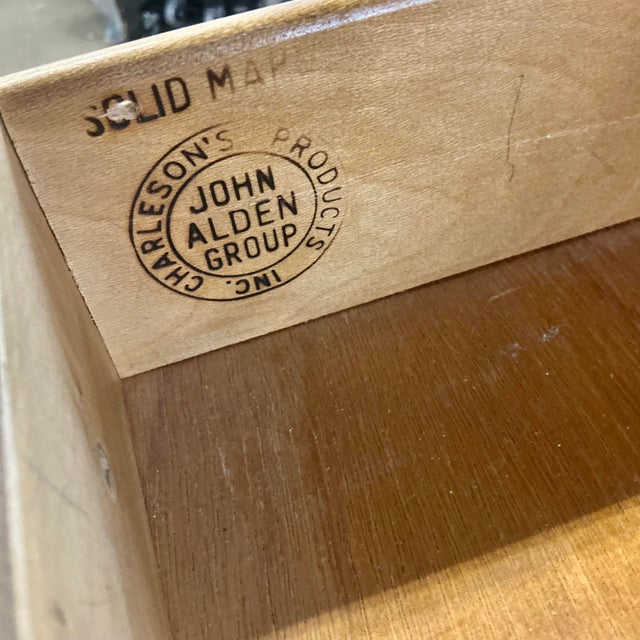 SOLID MAP
CHARLESON'S PRODUCTS INC.
JOHN
ALDEN
GROUP